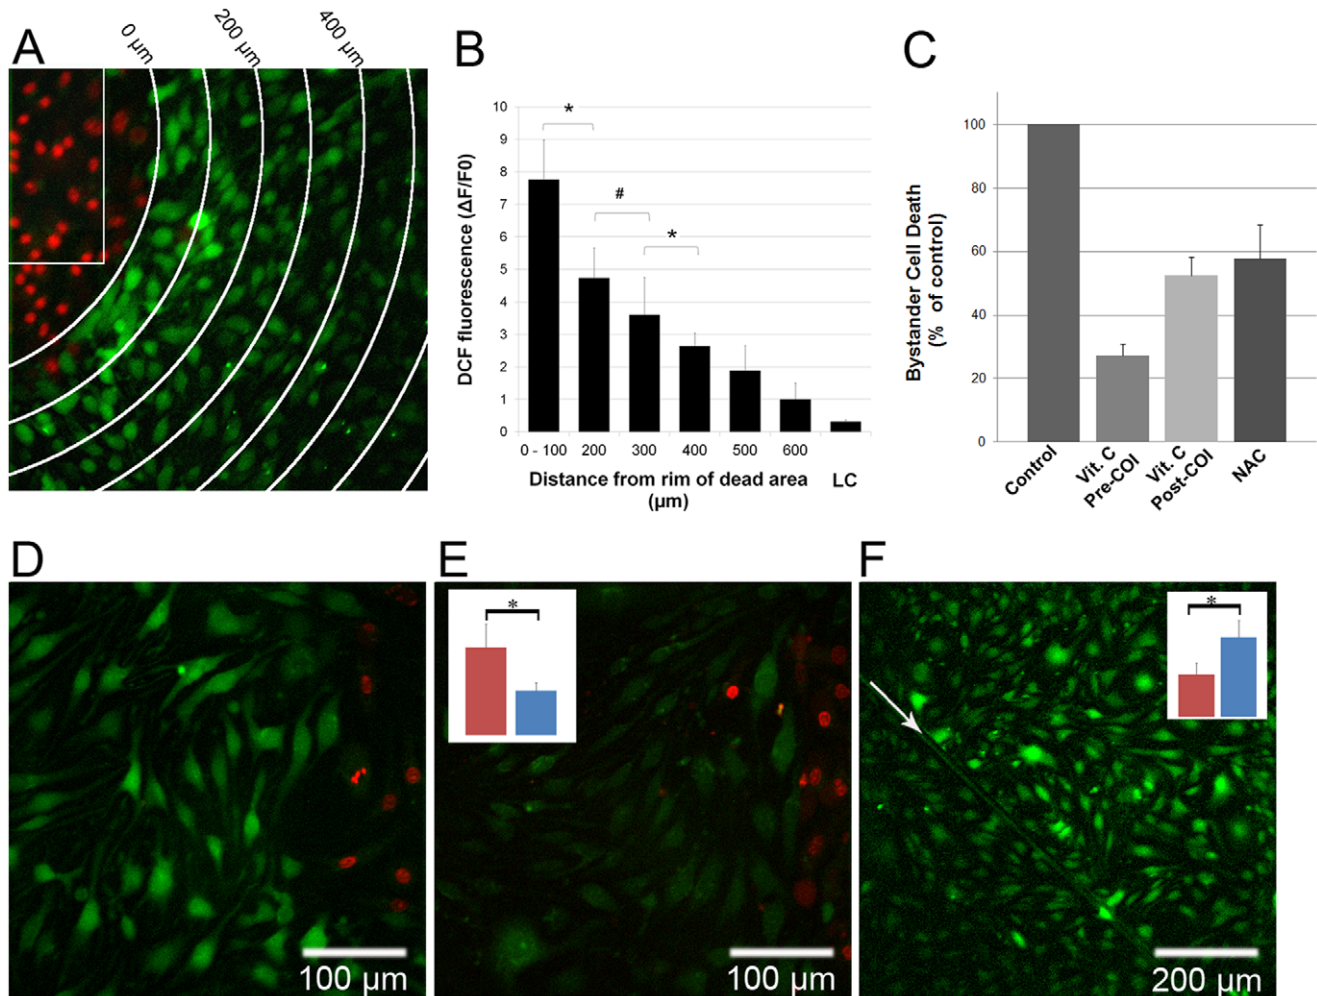 A
0 µm
200 µm
400 µm
B
DCF fluorescence (ΔF/F0)
10
9
8
7
6
5
4
3
2
1
0
*
#
*
0 - 100
200
300
400
500
600
Distance from rim of dead area
(µm)
LC
C
Bystander Cell Death
(% of control)
100
80
60
40
20
0
Control
Vit. C
Pre-COI
Vit. C
Post-COI
NAC
D
100 µm
E
*
100 µm
F
*
200 µm